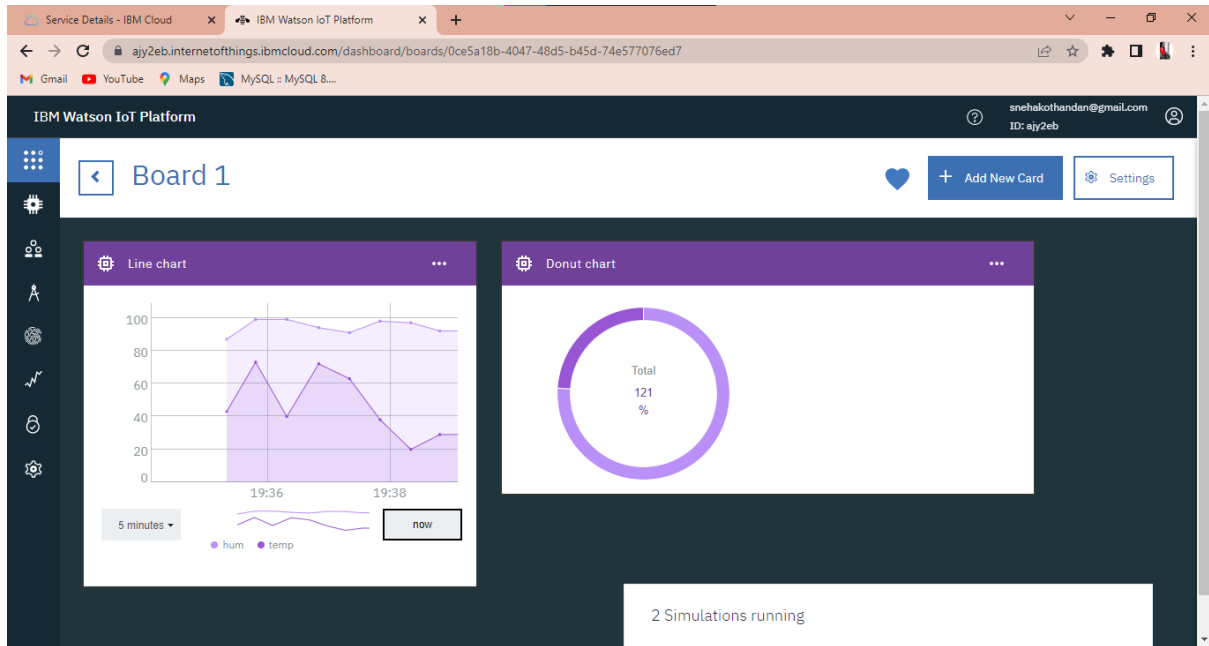 Service Details - IBM Cloud
IBM Watson IoT Platform
ajy2eb.internetofthings.ibmcloud.com/dashboard/boards/0ce5a18b-4047-48d5-b45d-74e577076ed7
Gmail YouTube Maps MySQL :: MySQL 8....
IBM Watson IoT Platform
snehakothandan@gmail.com
ID: ajy2eb
Board 1
Add New Card
Settings
Line chart
100
80
60
40
20
0
19:36 19:38
5 minutes
now
hum temp
Donut chart
Total
121
%
2 Simulations running